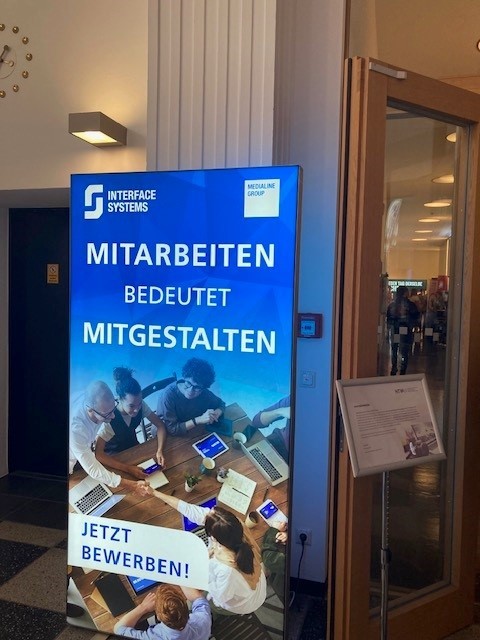 INTERFACE
SYSTEMS
MEDIALINE
GROUP
MITARBEITEN
BEDEUTET
MITGESTALTEN
JETZT
BEWERBEN!